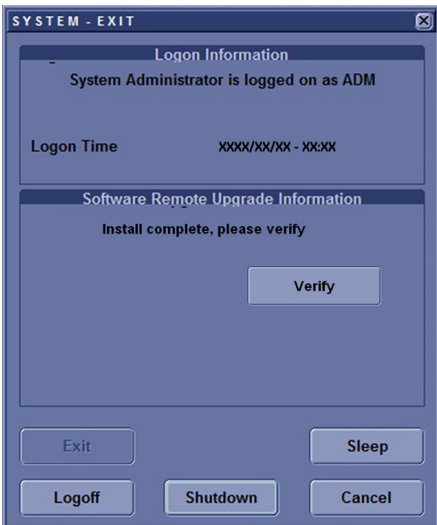 SYSTEM - EXIT
Logon Information
System Administrator is logged on as ADM
Logon Time XXXX/XX/XX - XX:XX
Software Remote Upgrade Information
Install complete, please verify
Verify
Exit Sleep
Logoff Shutdown Cancel